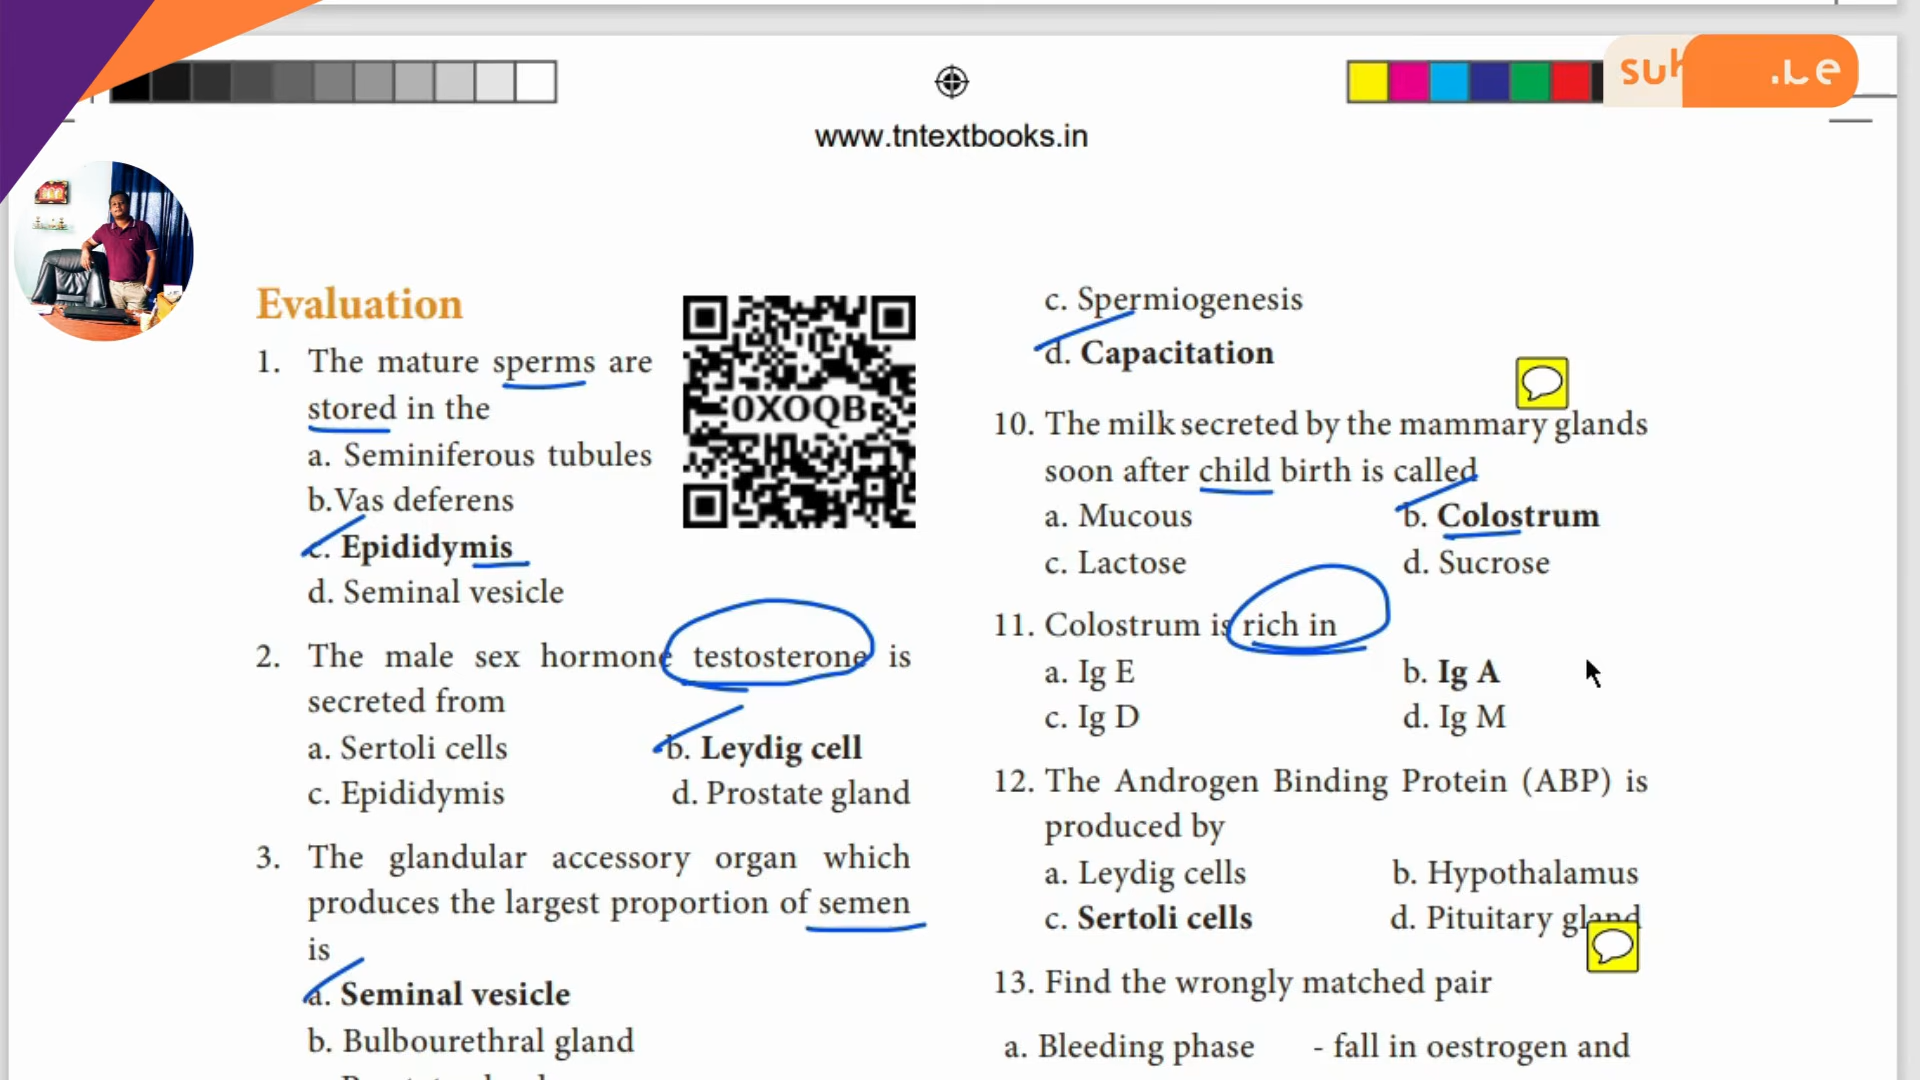 www.tntextbooks.in
Evaluation
1. The mature sperms are
stored in the
a. Seminiferous tubules
b.Vas deferens
c. Epididymis
d. Seminal vesicle
0XOQB
2. The male sex hormone testosterone is
secreted from
a. Sertoli cells b. Leydig cell
c. Epididymis d. Prostate gland
3. The glandular accessory organ which
produces the largest proportion of semen
is
a. Seminal vesicle
b. Bulbourethral gland
c. Spermiogenesis
d. Capacitation
10. The milk secreted by the mammary glands
soon after child birth is called
a. Mucous b. Colostrum
c. Lactose d. Sucrose
11. Colostrum is rich in
a. Ig E b. Ig A
c. Ig D d. Ig M
12. The Androgen Binding Protein (ABP) is
produced by
a. Leydig cells b. Hypothalamus
c. Sertoli cells d. Pituitary gland
13. Find the wrongly matched pair
a. Bleeding phase - fall in oestrogen and